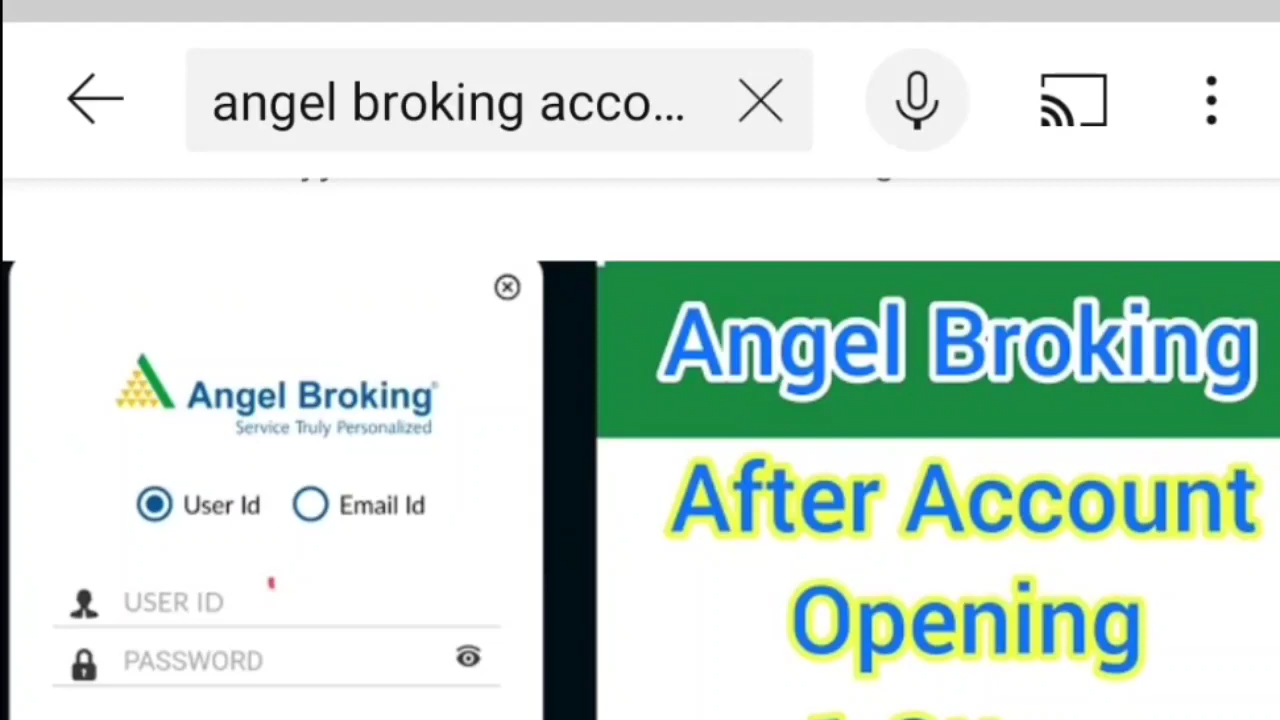 angel broking acco...
Angel Broking
Service Truly Personalized
User Id Email Id
USER ID
PASSWORD
Angel Broking
After Account
Opening